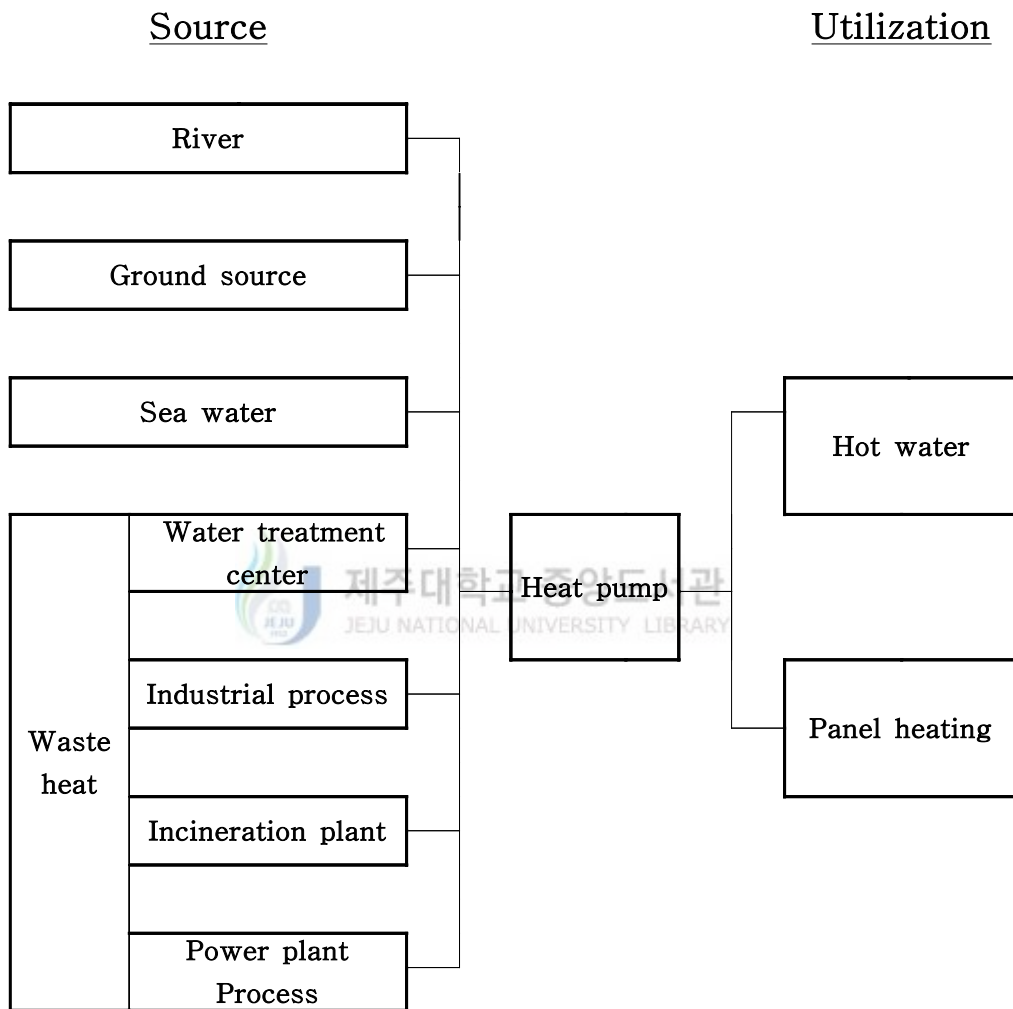 Source
Utilization
River
Ground source
Sea water
Hot water
Water treatment
center
Heat pump
제주대학교 중앙도서관
JEJU NATIONAL UNIVERSITY LIBRARY
JEJU
1952
Industrial process
Waste
heat
Panel heating
Incineration plant
Power plant
Process